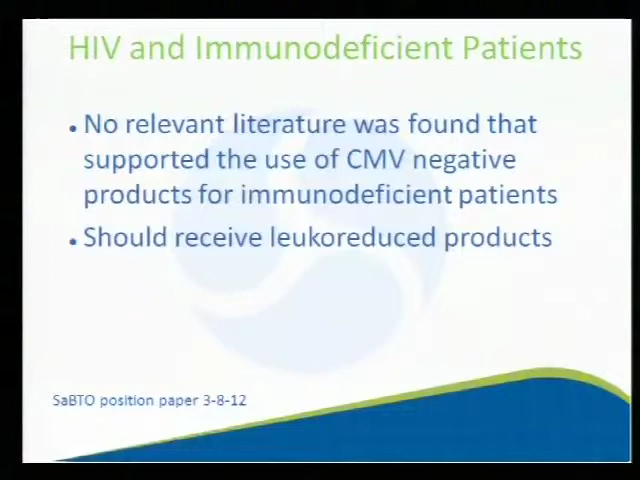 HIV and Immunodeficient Patients
• No relevant literature was found that
supported the use of CMV negative
products for immunodeficient patients
• Should receive leukoreduced products
SaBTO position paper 3-8-12